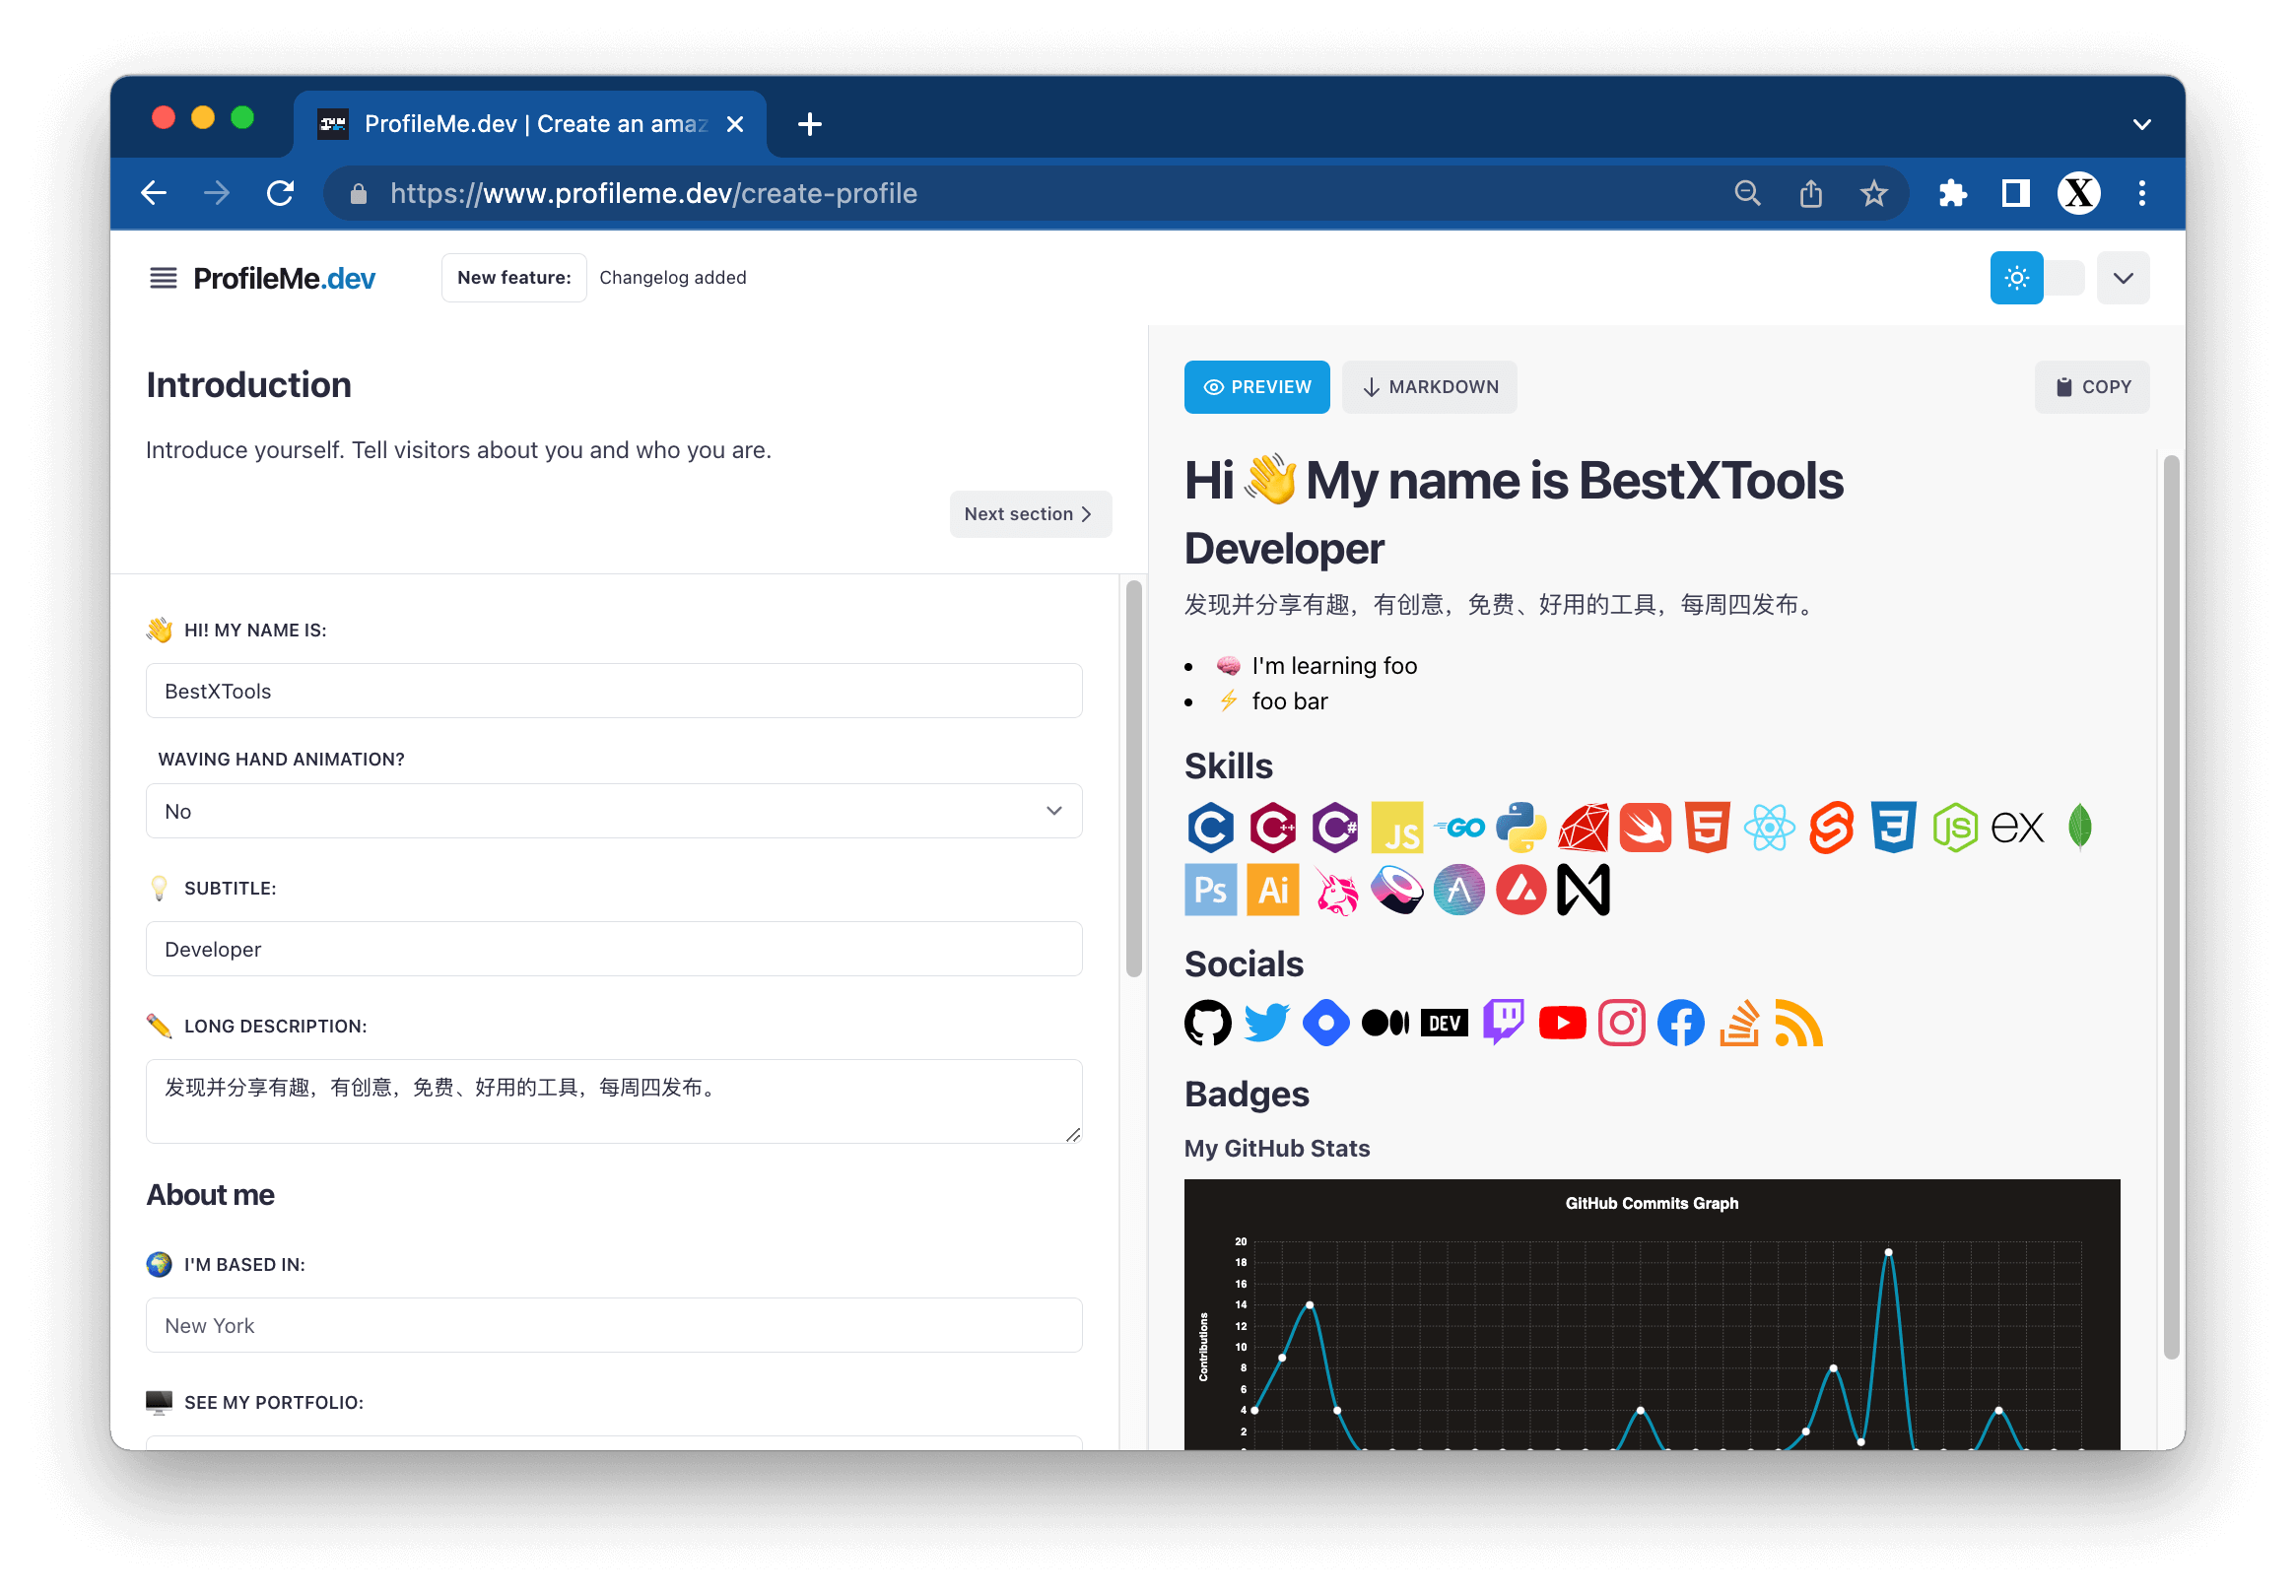 ProfileMe.dev | Create an amaz
https://www.profileme.dev/create-profile
X
ProfileMe.dev
New feature:
Changelog added
Introduction
Introduce yourself. Tell visitors about you and who you are.
Next section
HI! MY NAME IS:
BestXTools
WAVING HAND ANIMATION?
No
SUBTITLE:
Developer
LONG DESCRIPTION:
发现并分享有趣，有创意，免费、好用的工具，每周四发布。
About me
I'M BASED IN:
New York
SEE MY PORTFOLIO:
PREVIEW
MARKDOWN
COPY
Hi 👋 My name is BestXTools
Developer
发现并分享有趣，有创意，免费、好用的工具，每周四发布。
• 🧠 I'm learning foo
• ⚡ foo bar
Skills
C C++ C# JS GO 5 3 JS ex
Ps Ai
Socials
DEV
Badges
My GitHub Stats
GitHub Commits Graph
Contributions
20
18
16
14
12
10
8
6
4
2